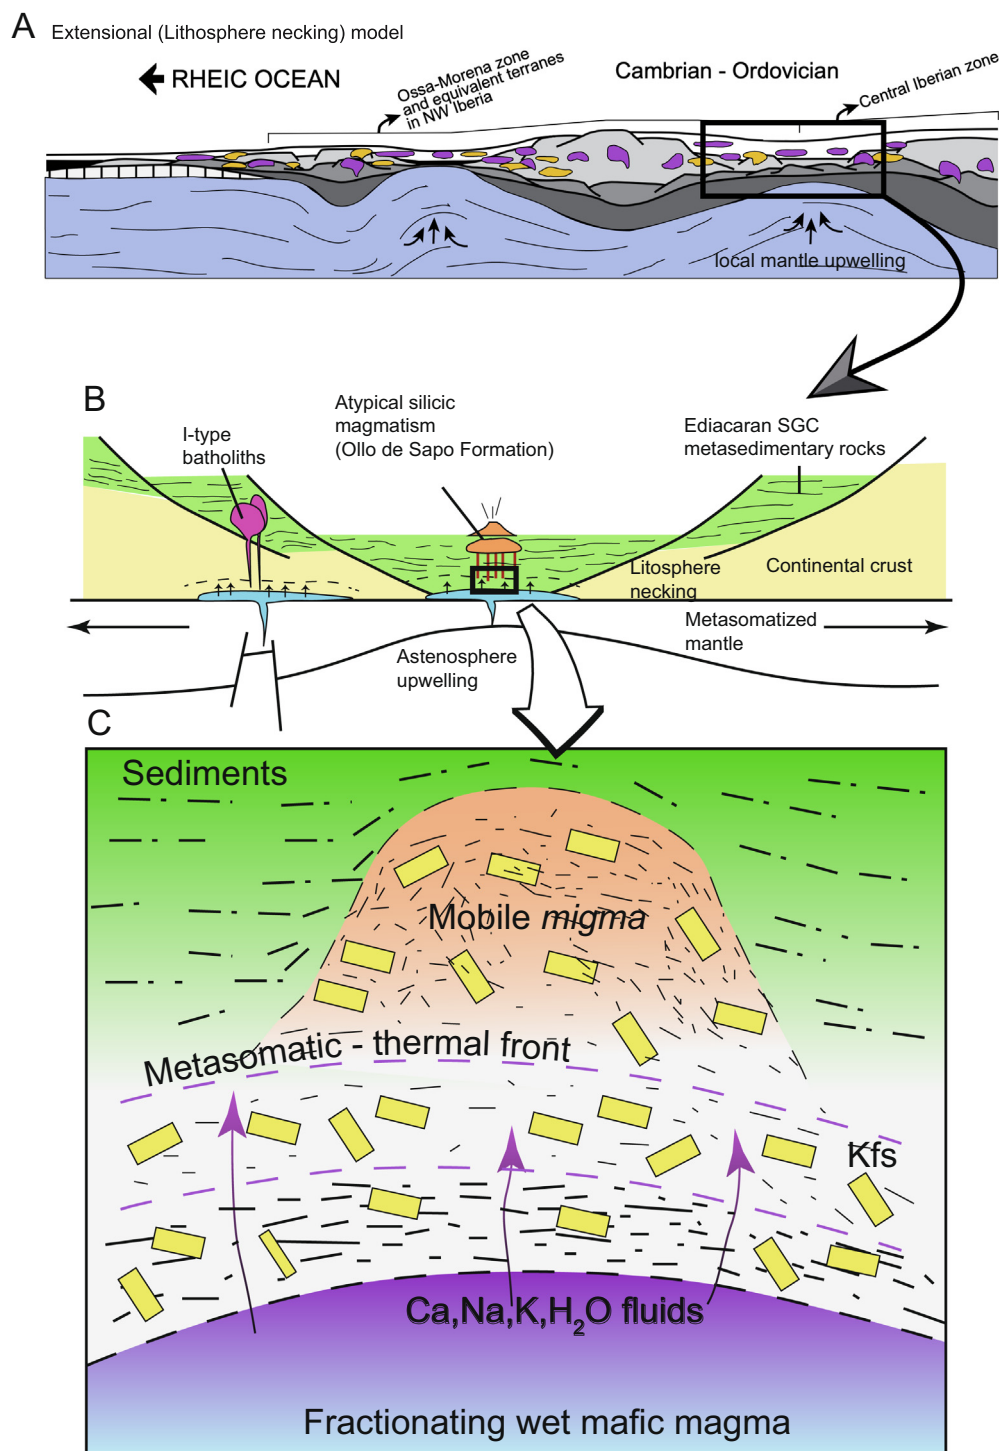 A Extensional (Lithosphere necking) model
RHEIC OCEAN
Ossa-Morena zone
and equivalent terranes
in NW Iberia
Cambrian - Ordovician
Central Iberian zone
local mantle upwelling
B
I-type
batholiths
Atypical silicic
magmatism
(Ollo de Sapo Formation)
Ediacaran SGC
metasedimentary rocks
Litosphere
necking
Continental crust
Metasomatized
mantle
Astenosphere
upwelling
C
Sediments
Mobile migma
Metasomatic - thermal front
Kfs
Ca,Na,K,H₂O fluids
Fractionating wet mafic magma